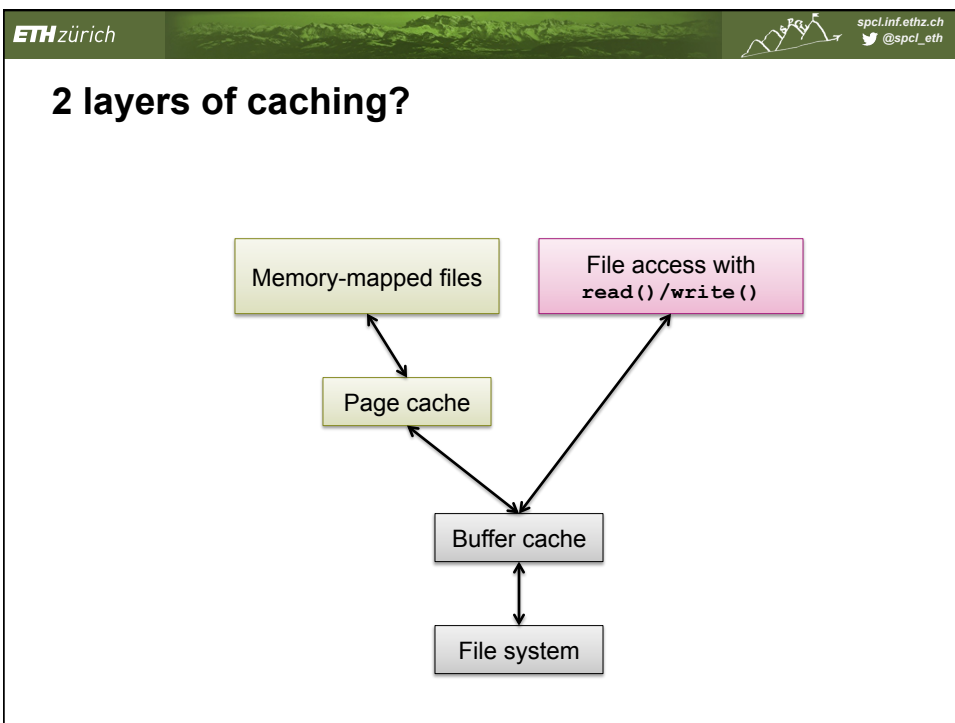 ETH zürich
spcl.inf.ethz.ch
@spcl_eth
2 layers of caching?
Memory-mapped files
File access with
read()/write()
Page cache
Buffer cache
File system